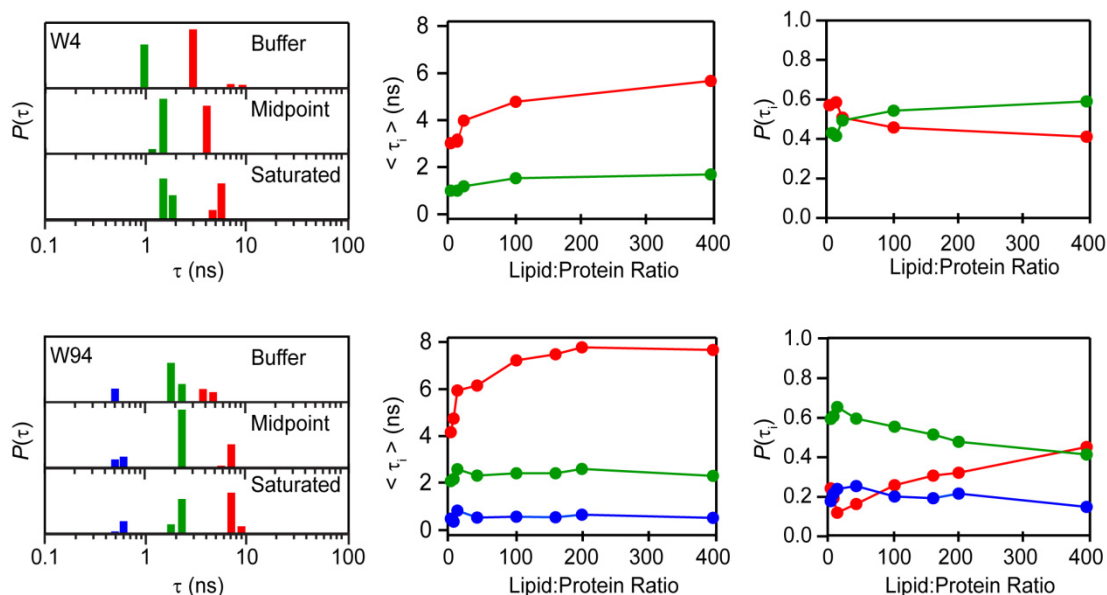 W4
Buffer
Midpoint
Saturated
P(τ)
0.1 1 10 100
τ (ns)
8
6
4
2
0
< τi > (ns)
0 100 200 300 400
Lipid:Protein Ratio
1.0
0.8
0.6
0.4
0.2
0.0
P(τi)
0 100 200 300 400
Lipid:Protein Ratio
W94
Buffer
Midpoint
Saturated
P(τ)
0.1 1 10 100
τ (ns)
8
6
4
2
0
< τi > (ns)
0 100 200 300 400
Lipid:Protein Ratio
1.0
0.8
0.6
0.4
0.2
0.0
P(τi)
0 100 200 300 400
Lipid:Protein Ratio